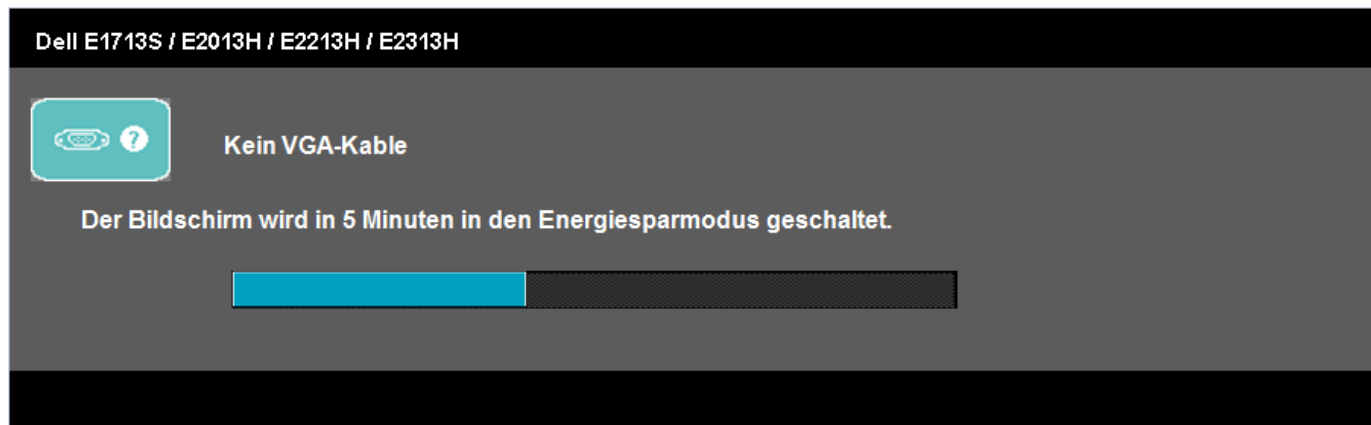 Dell E1713S / E2013H / E2213H / E2313H
?
Kein VGA-Kable
Der Bildschirm wird in 5 Minuten in den Energiesparmodus geschaltet.